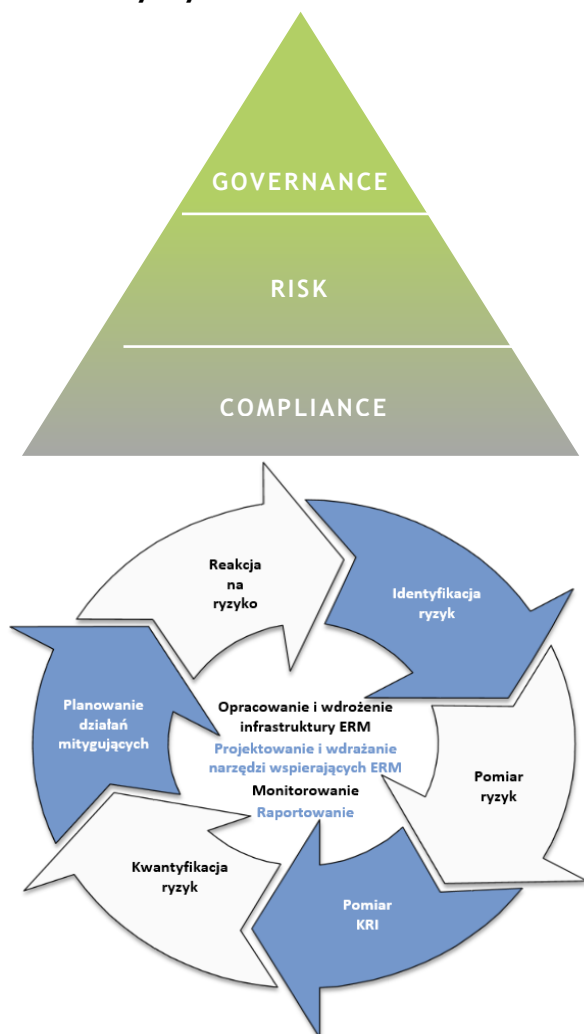 GOVERNANCE
RISK
COMPLIANCE
Reakcja
na
ryzyko
Identyfikacja
ryzyk
Planowanie
działań
mitygujących
Opracowanie i wdrożenie
infrastruktury ERM
Projektowanie i wdrażanie
narzędzi wspierających ERM
Monitorowanie
Raportowanie
Pomiar
ryzyk
Kwantyfikacja
ryzyk
Pomiar
KRI